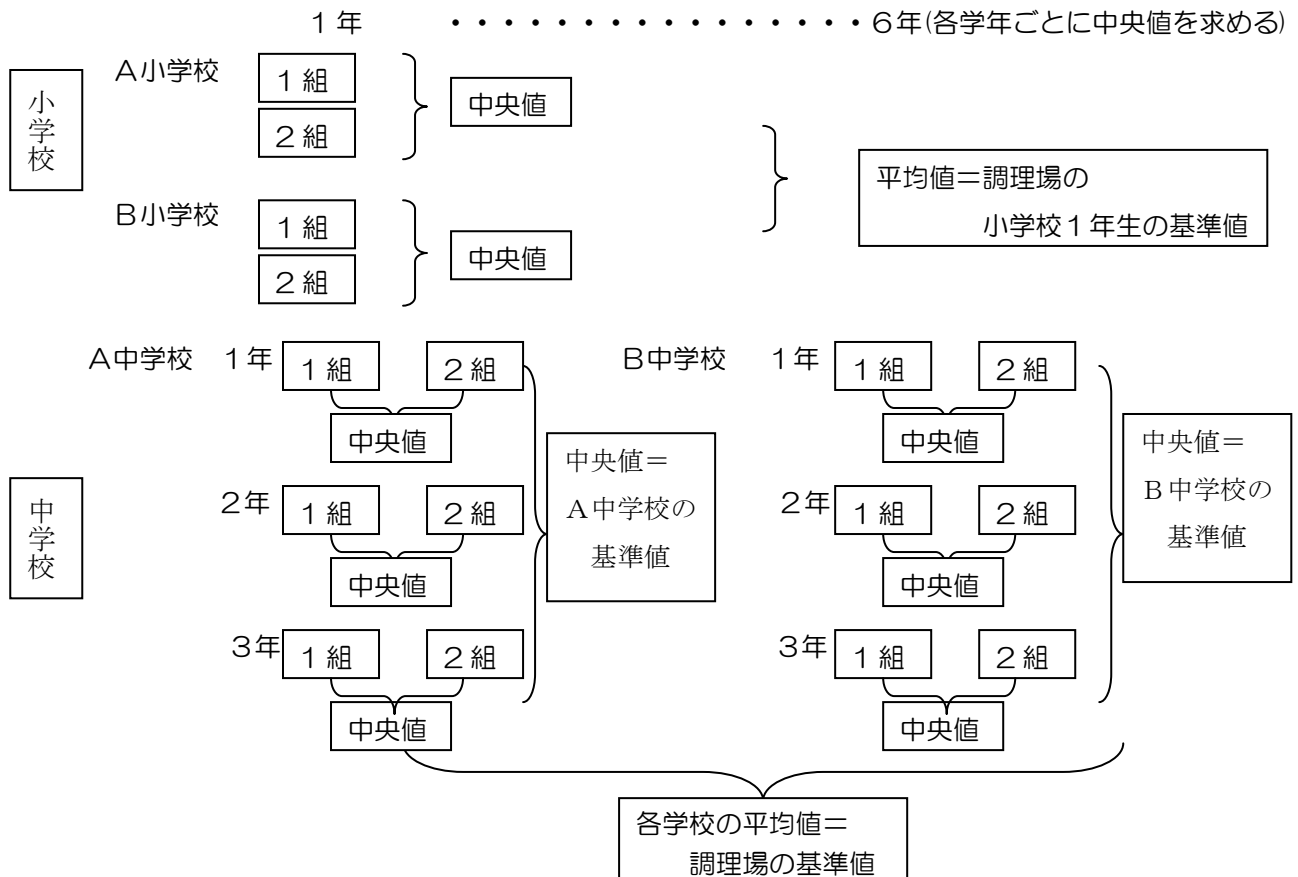 １年 ・・・・・・・・・・・・・・・６年(各学年ごとに中央値を求める)
小学校
Ａ小学校
１組
２組
中央値
Ｂ小学校
１組
２組
中央値
平均値＝調理場の
小学校１年生の基準値
中学校
Ａ中学校 １年 １組 ２組
中央値
２年 １組 ２組
中央値
３年 １組 ２組
中央値
中央値＝
Ａ中学校の
基準値
Ｂ中学校 １年 １組 ２組
中央値
２年 １組 ２組
中央値
３年 １組 ２組
中央値
中央値＝
Ｂ中学校の
基準値
各学校の平均値＝
調理場の基準値